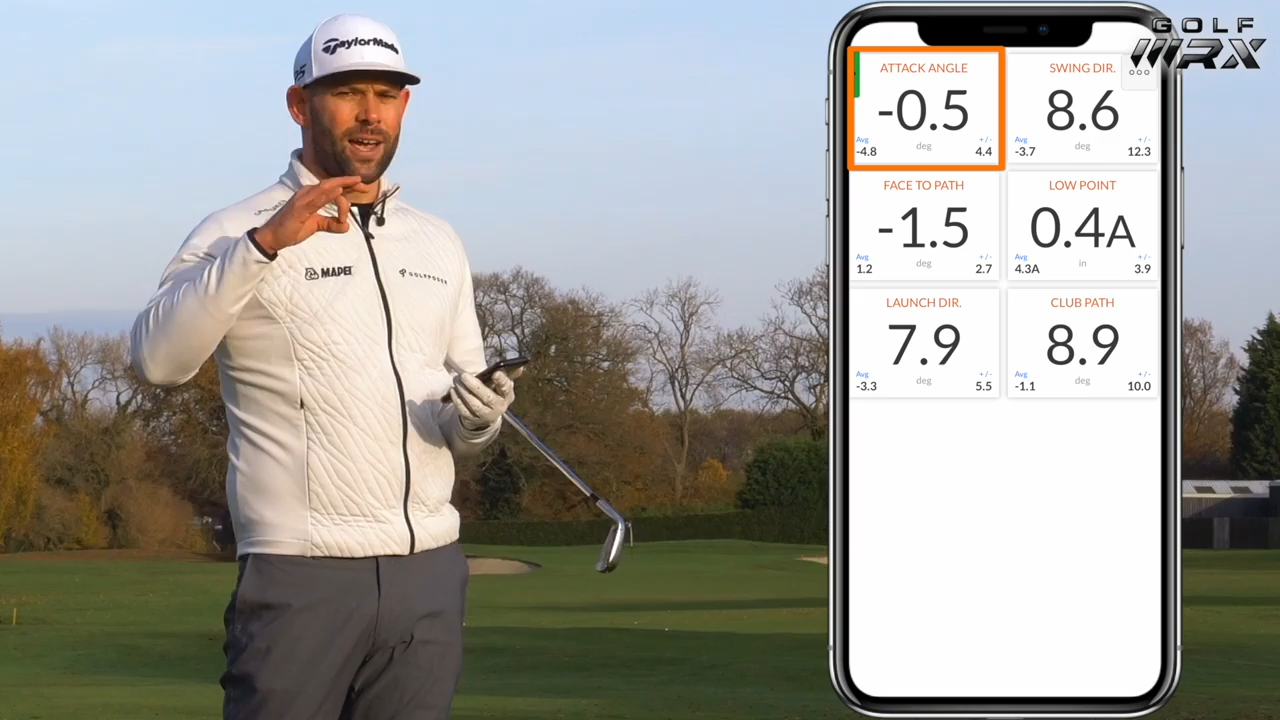 GOLF
WRX
TaylorMade
MAPEI
GOLFPODER
ATTACK ANGLE
-0.5
deg
Avg
-4.8
+/-
4.4
SWING DIR.
8.6
deg
Avg
-3.7
+/-
12.3
FACE TO PATH
-1.5
deg
Avg
1.2
+/-
2.7
LOW POINT
0.4A
in
Avg
4.3A
+/-
3.9
LAUNCH DIR.
7.9
deg
Avg
-3.3
+/-
5.5
CLUB PATH
8.9
deg
Avg
-1.1
+/-
10.0